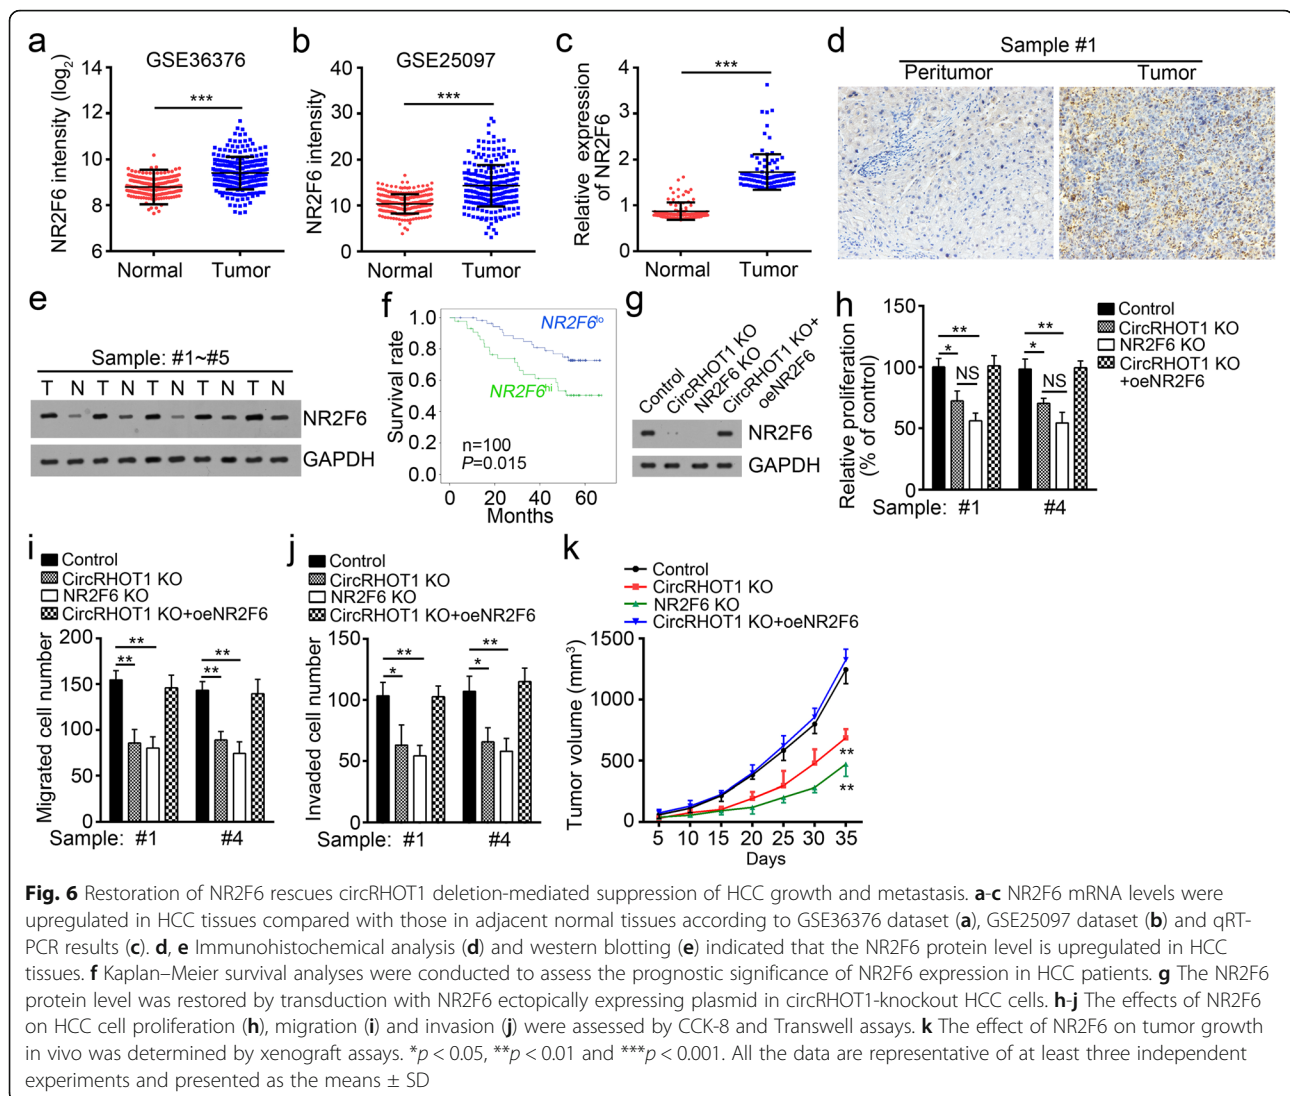 a
GSE36376
NR2F6 intensity (log2)
14
12
10
8
6
***
Normal
Tumor
b
GSE25097
NR2F6 intensity
40
30
20
10
0
***
Normal
Tumor
c
Relative expression
of NR2F6
4
3
2
1
0
***
Normal
Tumor
d
Sample #1
Peritumor
Tumor
e
Sample: #1~#5
T N T N T N T N T N
NR2F6
GAPDH
f
Survival rate
1.0
0.8
0.6
0.4
0.2
0.0
NR2F6lo
NR2F6hi
n=100
P=0.015
0 20 40 60
Months
g
Control
CircRHOT1 KO
NR2F6 KO
CircRHOT1 KO+
oeNR2F6
NR2F6
GAPDH
h
Relative proliferation
(% of control)
150
100
50
0
** * NS
** * NS
Control
CircRHOT1 KO
NR2F6 KO
CircRHOT1 KO
+oeNR2F6
Sample: #1 #4
i
Control
CircRHOT1 KO
NR2F6 KO
CircRHOT1 KO+oeNR2F6
Migrated cell number
200
150
100
50
0
** **
** **
Sample: #1 #4
j
Control
CircRHOT1 KO
NR2F6 KO
CircRHOT1 KO+oeNR2F6
Invaded cell number
150
100
50
0
** *
** *
Sample: #1 #4
k
Control
CircRHOT1 KO
NR2F6 KO
CircRHOT1 KO+oeNR2F6
Tumor volume (mm3)
1500
1000
500
0
**
**
5 10 15 20 25 30 35
Days
Fig. 6 Restoration of NR2F6 rescues circRHOT1 deletion-mediated suppression of HCC growth and metastasis. a-c NR2F6 mRNA levels were
upregulated in HCC tissues compared with those in adjacent normal tissues according to GSE36376 dataset (a), GSE25097 dataset (b) and qRT-
PCR results (c). d, e Immunohistochemical analysis (d) and western blotting (e) indicated that the NR2F6 protein level is upregulated in HCC
tissues. f Kaplan–Meier survival analyses were conducted to assess the prognostic significance of NR2F6 expression in HCC patients. g The NR2F6
protein level was restored by transduction with NR2F6 ectopically expressing plasmid in circRHOT1-knockout HCC cells. h-j The effects of NR2F6
on HCC cell proliferation (h), migration (i) and invasion (j) were assessed by CCK-8 and Transwell assays. k The effect of NR2F6 on tumor growth
in vivo was determined by xenograft assays. *p < 0.05, **p < 0.01 and ***p < 0.001. All the data are representative of at least three independent
experiments and presented as the means ± SD